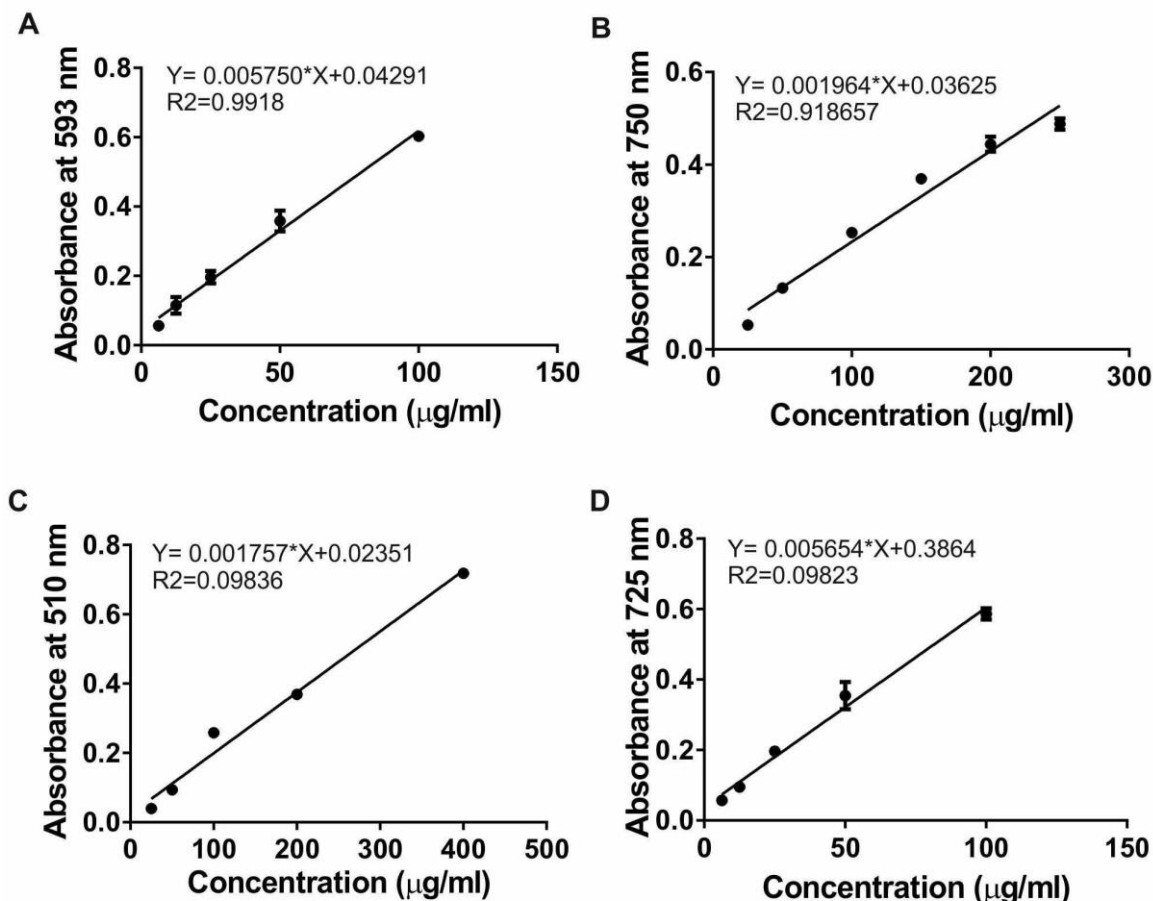 A
Y= 0.005750*X+0.04291
R2=0.9918
Absorbance at 593 nm
0.8
0.6
0.4
0.2
0.0
0
50
100
150
Concentration (μg/ml)
B
Y= 0.001964*X+0.03625
R2=0.918657
Absorbance at 750 nm
0.6
0.4
0.2
0.0
0
100
200
300
Concentration (μg/ml)
C
Y= 0.001757*X+0.02351
R2=0.09836
Absorbance at 510 nm
0.8
0.6
0.4
0.2
0.0
0
100
200
300
400
500
Concentration (μg/ml)
D
Y= 0.005654*X+0.3864
R2=0.09823
Absorbance at 725 nm
0.8
0.6
0.4
0.2
0.0
0
50
100
150
Concentration (μg/ml)